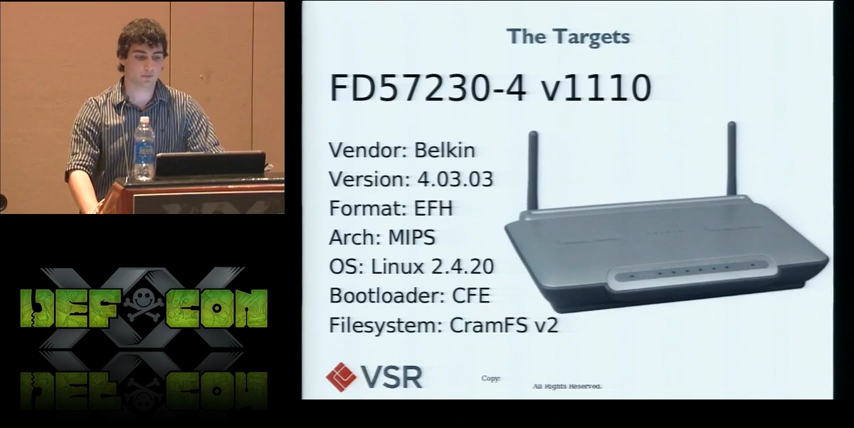 The Targets
FD57230-4 v1110
Vendor: Belkin
Version: 4.03.03
Format: EFH
Arch: MIPS
OS: Linux 2.4.20
Bootloader: CFE
Filesystem: CramFS v2
VSR
Copy:
All Rights Reserved.
DEF CON
XX